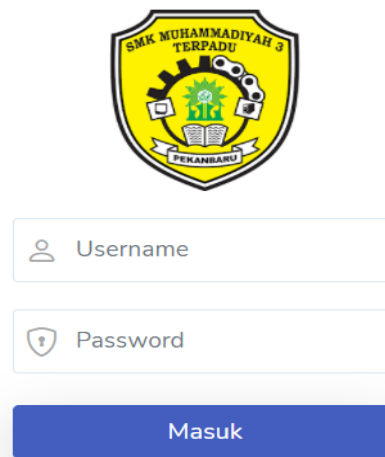 SMK MUHAMMADIYAH 3
TERPADU
PEKANBARU
Username
Password
Masuk